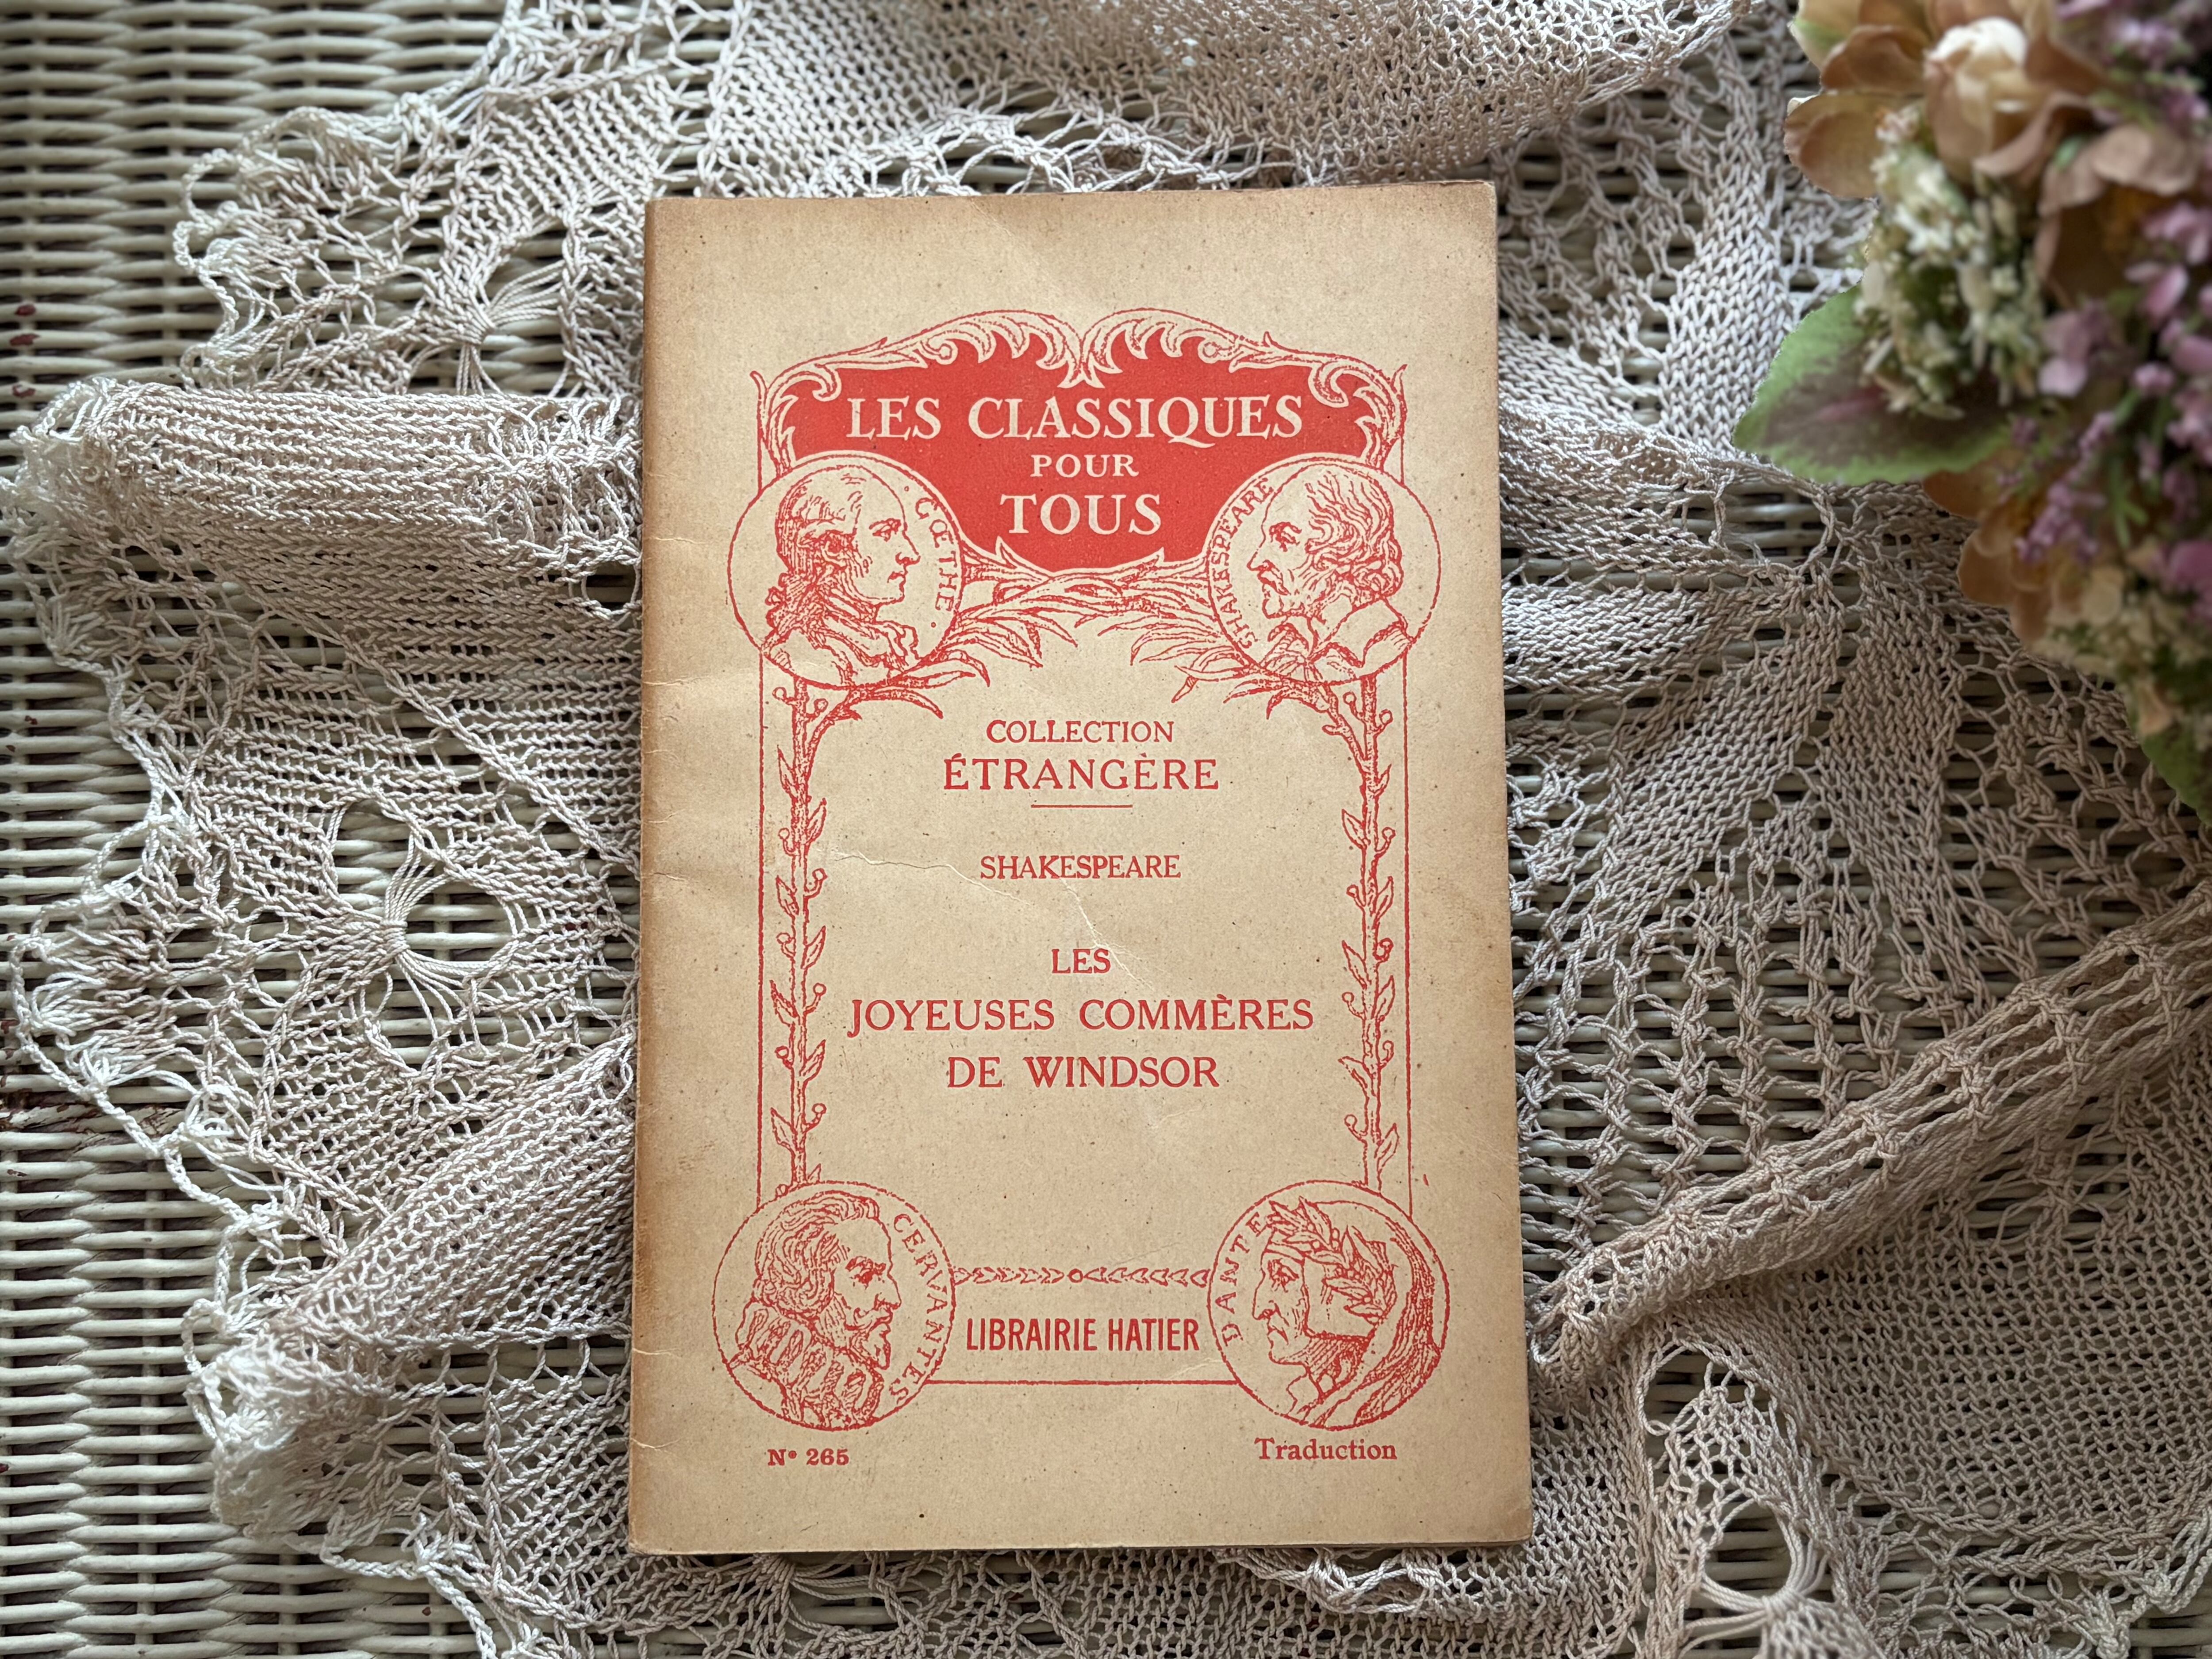 LES CLASSIQUES
POUR
TOUS
GŒTHE
SHAKESPEARE
COLLECTION
ÉTRANGÈRE
SHAKESPEARE
LES
JOYEUSES COMMÈRES
DE WINDSOR
CERVANTES
DANTE
LIBRAIRIE HATIER
N° 265
Traduction